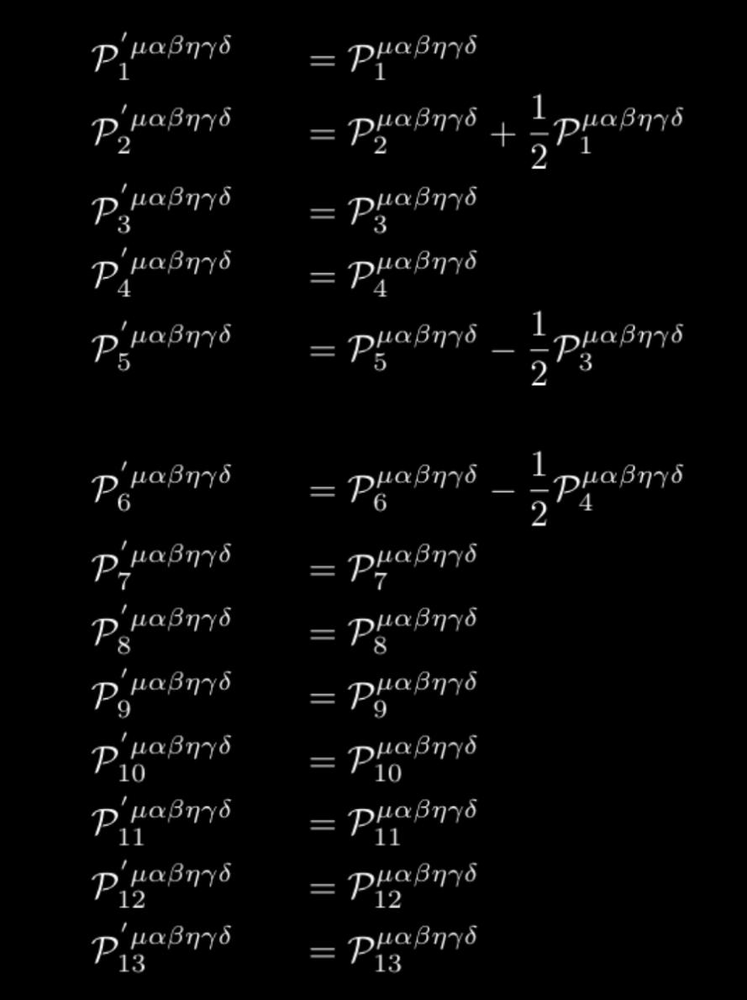 𝒫′₁^{μαβηγδ} = 𝒫₁^{μαβηγδ}
𝒫′₂^{μαβηγδ} = 𝒫₂^{μαβηγδ} + 1/2 𝒫₁^{μαβηγδ}
𝒫′₃^{μαβηγδ} = 𝒫₃^{μαβηγδ}
𝒫′₄^{μαβηγδ} = 𝒫₄^{μαβηγδ}
𝒫′₅^{μαβηγδ} = 𝒫₅^{μαβηγδ} − 1/2 𝒫₃^{μαβηγδ}
𝒫′₆^{μαβηγδ} = 𝒫₆^{μαβηγδ} − 1/2 𝒫₄^{μαβηγδ}
𝒫′₇^{μαβηγδ} = 𝒫₇^{μαβηγδ}
𝒫′₈^{μαβηγδ} = 𝒫₈^{μαβηγδ}
𝒫′₉^{μαβηγδ} = 𝒫₉^{μαβηγδ}
𝒫′₁₀^{μαβηγδ} = 𝒫₁₀^{μαβηγδ}
𝒫′₁₁^{μαβηγδ} = 𝒫₁₁^{μαβηγδ}
𝒫′₁₂^{μαβηγδ} = 𝒫₁₂^{μαβηγδ}
𝒫′₁₃^{μαβηγδ} = 𝒫₁₃^{μαβηγδ}